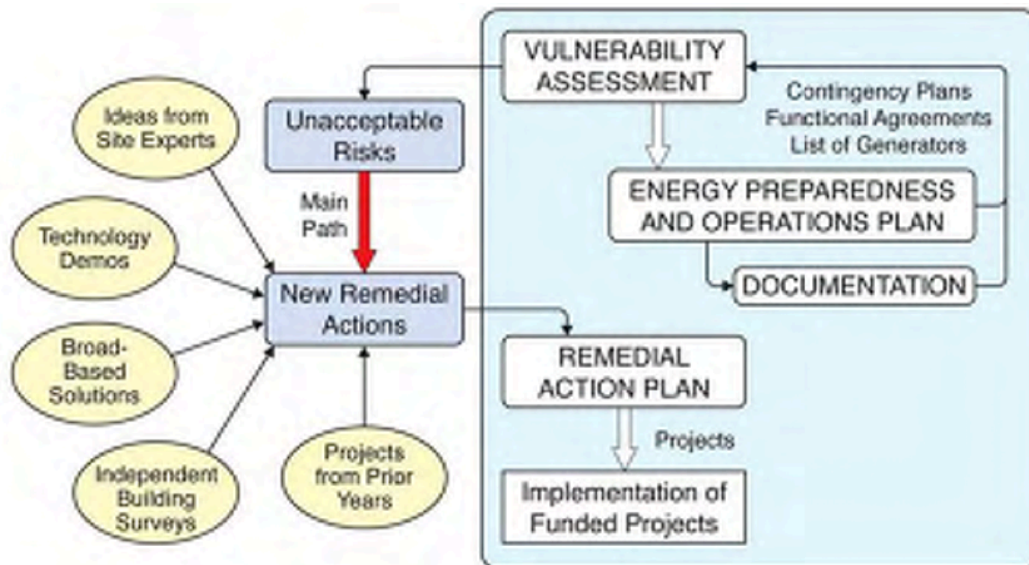 VULNERABILITY
ASSESSMENT
Contingency Plans
Functional Agreements
List of Generators
Ideas from
Site Experts
Unacceptable
Risks
Main
Path
ENERGY PREPAREDNESS
AND OPERATIONS PLAN
Technology
Demos
DOCUMENTATION
New Remedial
Actions
Broad-
Based
Solutions
REMEDIAL
ACTION PLAN
Projects
Independent
Building
Surveys
Projects
from Prior
Years
Implementation of
Funded Projects